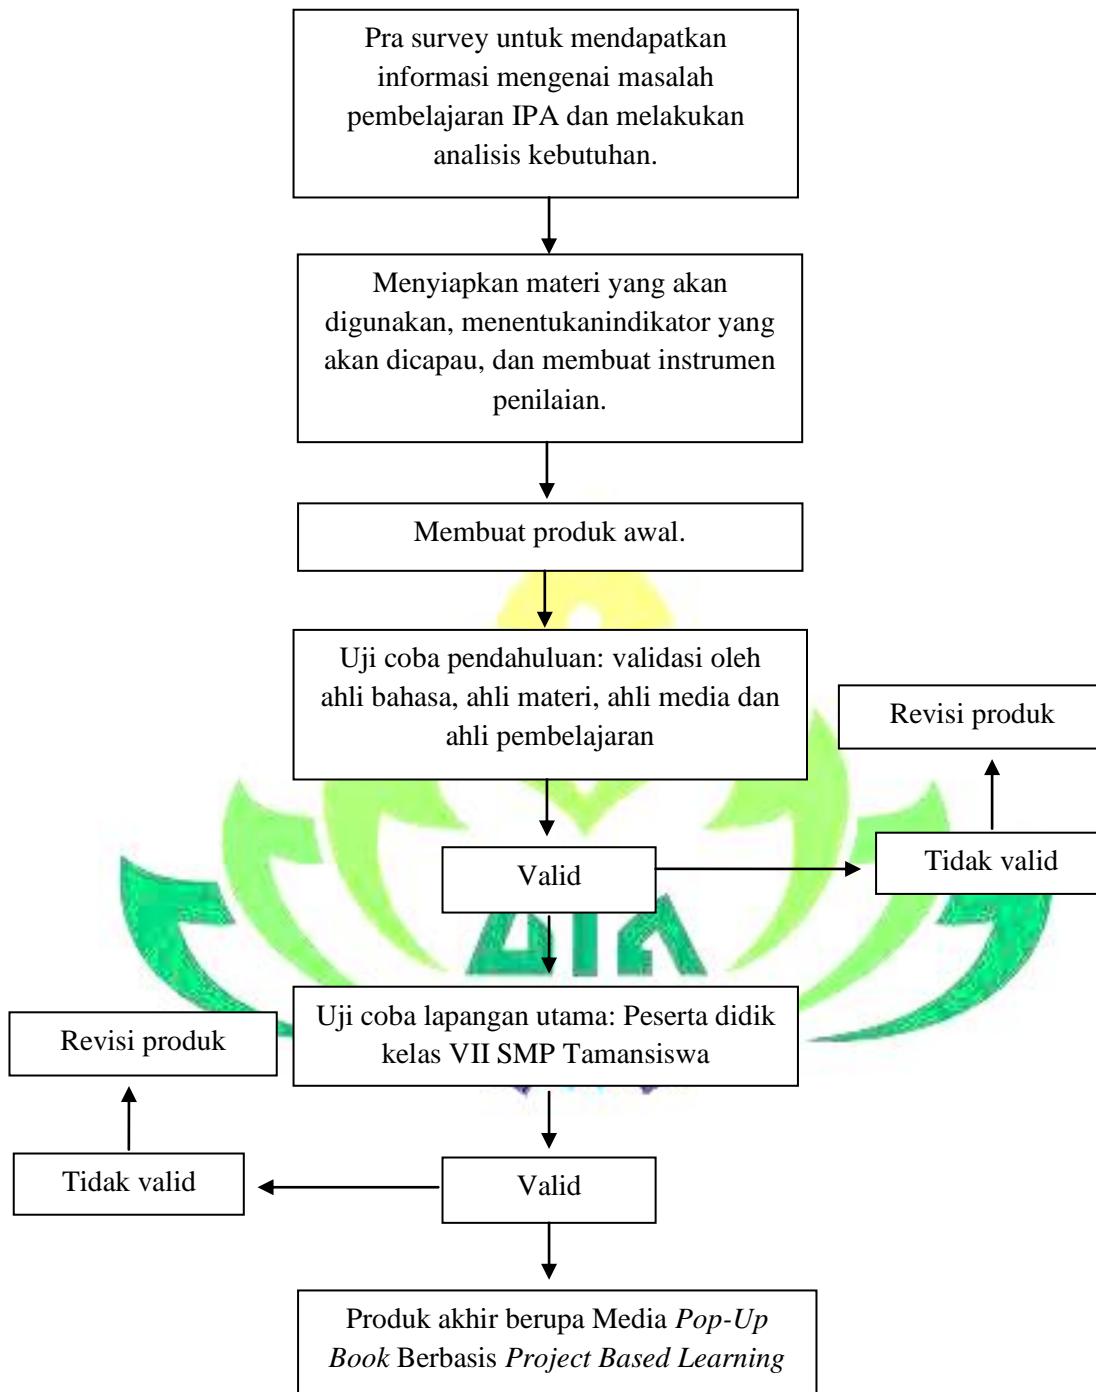 Pra survey untuk mendapatkan
informasi mengenai masalah
pembelajaran IPA dan melakukan
analisis kebutuhan.
Menyiapkan materi yang akan
digunakan, menentukanindikator yang
akan dicapau, dan membuat instrumen
penilaian.
Membuat produk awal.
Uji coba pendahuluan: validasi oleh
ahli bahasa, ahli materi, ahli media dan
ahli pembelajaran
Revisi produk
Valid
Tidak valid
Uji coba lapangan utama: Peserta didik
kelas VII SMP Tamansiswa
Revisi produk
Tidak valid
Valid
Produk akhir berupa Media Pop-Up
Book Berbasis Project Based Learning